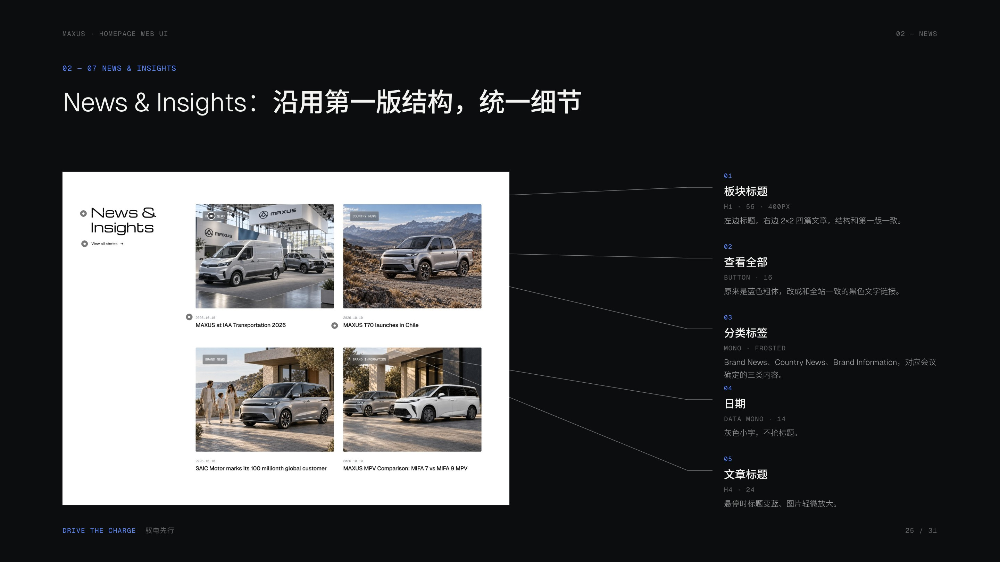 MAXUS · HOMEPAGE WEB UI
02 — NEWS
02 — 07 NEWS & INSIGHTS
News & Insights：沿用第一版结构，统一细节
News &
Insights
View all stories →
NEWS
MAXUS
MAXUS
COUNTRY NEWS
2026.10.10
MAXUS at IAA Transportation 2026
2026.10.10
MAXUS T70 launches in Chile
BRAND NEWS
BRAND INFORMATION
2026.10.10
SAIC Motor marks its 100 millionth global customer
2026.10.10
MAXUS MPV Comparison: MIFA 7 vs MIFA 9 MPV
01
板块标题
H1 · 56 · 400PX
左边标题，右边 2×2 四篇文章，结构和第一版一致。
02
查看全部
BUTTON · 16
原来是蓝色粗体，改成和全站一致的黑色文字链接。
03
分类标签
MONO · FROSTED
Brand News、Country News、Brand Information，对应会议
确定的三类内容。
04
日期
DATA MONO · 14
灰色小字，不抢标题。
05
文章标题
H4 · 24
悬停时标题变蓝、图片轻微放大。
DRIVE THE CHARGE 驭电先行
25 / 31